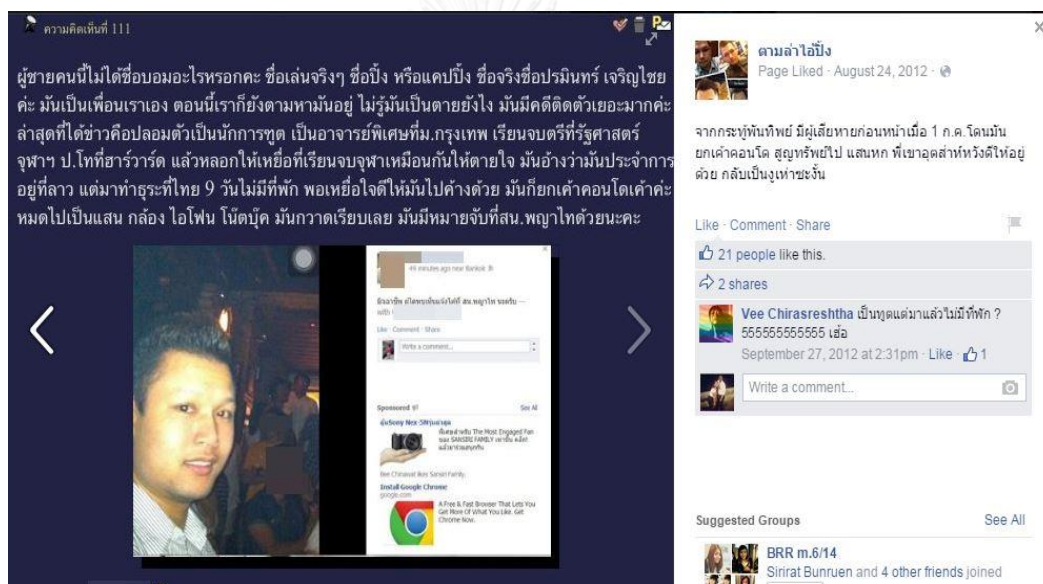 ความคิดเห็นที่ 111
ผู้ชายคนนี้ไม่ได้ชื่อบอมอะไรหรอกคะ ชื่อเล่นจริงๆ ชื่อปิง หรือแคปปิ้ง ชื่อจริงชื่อปรมินทร์ เจริญไชย
ค่ะ มันเป็นเพื่อนเราเอง ตอนนี้เราก็ยังตามหามันอยู่ ไม่รู้มันเป็นตายยังไง มันมีคดีติดตัวเยอะมากค่ะ
ล่าสุดที่ได้ข่าวคือปลอมตัวเป็นนักการฑูต เป็นอาจารย์พิเศษที่ม.กรุงเทพ เรียนจบตรีที่รัฐศาสตร์
จุฬาฯ ป.โทที่ฮาร์วาร์ด แล้วหลอกให้เหยื่อที่เรียนจบจุฬาเหมือนกันให้ตายใจ มันอ้างว่ามันประจำการ
อยู่ที่ลาว แต่มาทำธุระที่ไทย 9 วันไม่มีที่พัก พอเหยื่อใจดีให้มันไปค้างด้วย มันก็ยกเค้าคอนโดเค้าค่ะ
หมดไปเป็นแสน กล้อง ไอโฟน โน๊ตบุ๊ค มันกวาดเรียบเลย มันมีหมายจับที่สน.พญาไทด้วยนะคะ
49 minutes ago near Bankok
Like · Comment · Share
Write a comment...
Sponsored
See All
The Most Engaged Fan
ของ SANSIRI FAMILY
likes Sansiri Family.
Install Google Chrome
google.com
A Free & Fast Browser That Lets You
Get More Of What You Like. Get
Chrome Now.
ตามล่าไอ้ปิ๊ง
Page Liked · August 24, 2012 ·
จากกระทู้พันทิพย์ มีผู้เสียหายก่อนหน้าเมื่อ 1 ก.ค.โดนมัน
ยกเค้าคอนโด สูญทรัพย์ไป แสนหก พี่เขาอุตส่าห์หวังดีให้อยู่
ด้วย กลับเป็นงูเห่าซะงั้น
Like · Comment · Share
21 people like this.
2 shares
Vee Chirasreshtha เป็นทูตแต่มาแล้วไม่มีที่พัก ?
555555555555 เฮ้อ
September 27, 2012 at 2:31pm · Like · 1
Write a comment...
Suggested Groups
See All
BRR m.6/14
Sirirat Bunruen and 4 other friends joined